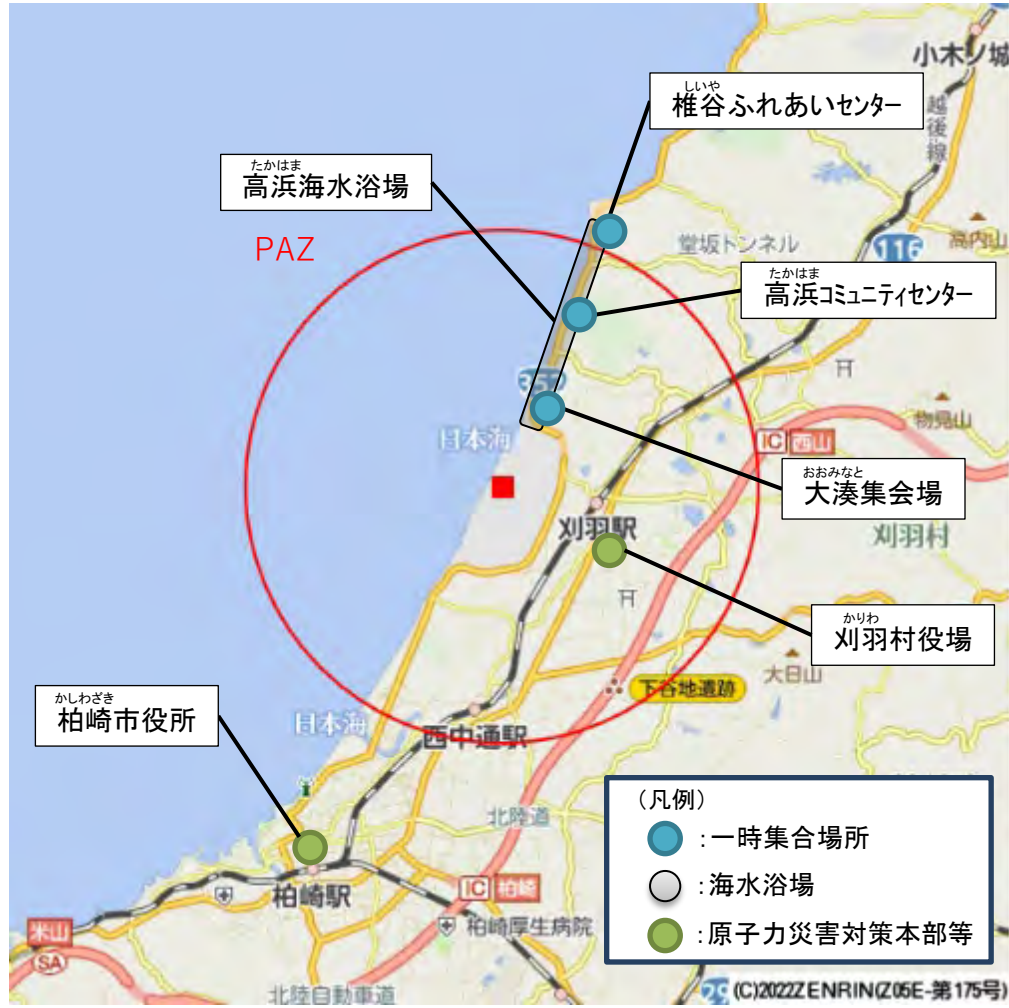 小木ノ城
しいや
椎谷ふれあいセンター
越後線
たかはま
高浜海水浴場
PAZ
堂坂トンネル
116
高内山
たかはま
高浜コミュニティセンター
352
物見山
日本海
IC 西山
おおみなと
大湊集会場
刈羽駅
刈羽村
かりわ
刈羽村役場
大日山
下谷地遺跡
かしわざき
柏崎市役所
日本海
西中通駅
北陸道
(凡例)
:一時集合場所
:海水浴場
:原子力災害対策本部等
柏崎駅
IC 柏崎
柏崎厚生病院
米山
SA
北陸自動車道
(C)2022ZENRIN(Z05E-第175号)